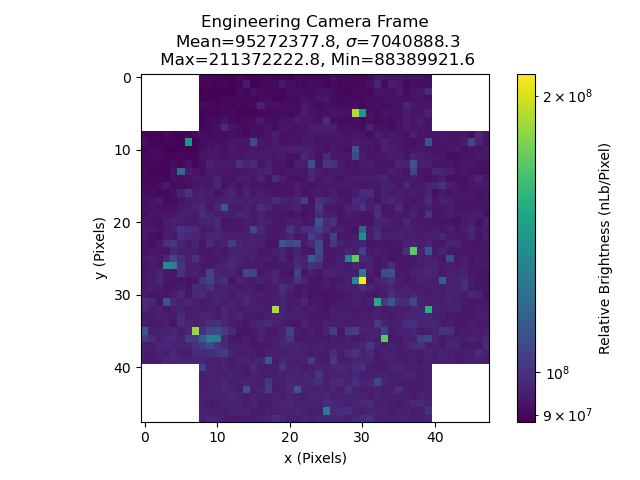 Engineering Camera Frame
Mean=95272377.8, σ=7040888.3
Max=211372222.8, Min=88389921.6
0
10
20
30
40
y (Pixels)
0
10
20
30
40
x (Pixels)
2 × 10⁸
10⁸
9 × 10⁷
Relative Brightness (nLb/Pixel)